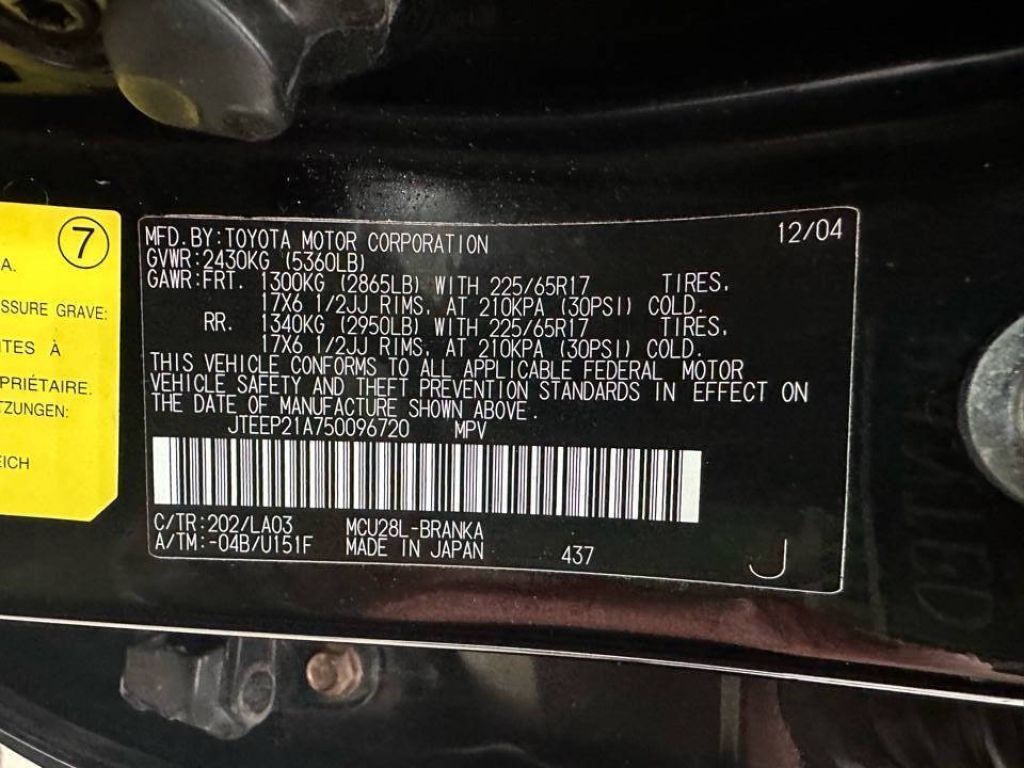 7
A.
SSURE GRAVE:
TES À
PRIÉTAIRE.
TZUNGEN:
EICH
MFD. BY: TOYOTA MOTOR CORPORATION 12/04
GVWR: 2430KG (5360LB)
GAWR: FRT. 1300KG (2865LB) WITH 225/65R17 TIRES,
17X6 1/2JJ RIMS, AT 210KPA (30PSI) COLD.
RR. 1340KG (2950LB) WITH 225/65R17 TIRES,
17X6 1/2JJ RIMS, AT 210KPA (30PSI) COLD.
THIS VEHICLE CONFORMS TO ALL APPLICABLE FEDERAL MOTOR
VEHICLE SAFETY AND THEFT PREVENTION STANDARDS IN EFFECT ON
THE DATE OF MANUFACTURE SHOWN ABOVE.
JTEEP21A750096720 MPV
C/TR: 202/LA03 MCU28L-BRANKA
A/TM: -04B/U151F MADE IN JAPAN 437 J